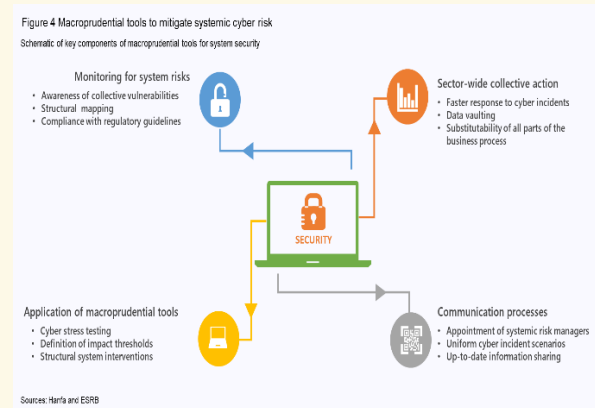 Figure 4 Macroprudential tools to mitigate systemic cyber risk
Schematic of key components of macroprudential tools for system security
Monitoring for system risks
• Awareness of collective vulnerabilities
• Structural mapping
• Compliance with regulatory guidelines
Sector-wide collective action
• Faster response to cyber incidents
• Data vaulting
• Substitutability of all parts of the
business process
SECURITY
Application of macroprudential tools
• Cyber stress testing
• Definition of impact thresholds
• Structural system interventions
Communication processes
• Appointment of systemic risk managers
• Uniform cyber incident scenarios
• Up-to-date information sharing
Sources: Hanfa and ESRB